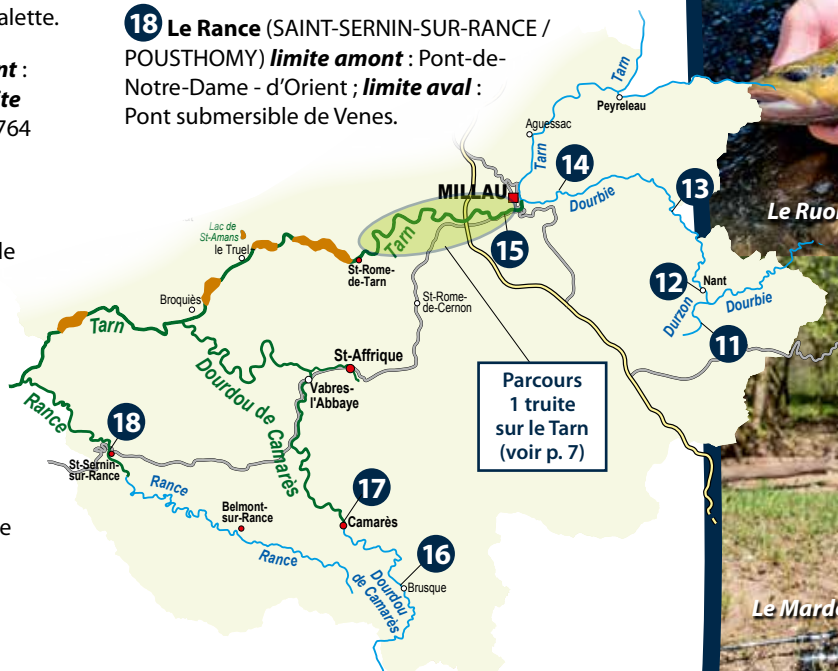 alette.
nt :
ite
764
le
e
18 Le Rance (SAINT-SERNIN-SUR-RANCE /
POUSTHOMY) limite amont : Pont-de-
Notre-Dame - d'Orient ; limite aval :
Pont submersible de Venes.
Tarn
Peyreleau
Aguessac
Tarn
14
MILLAU
Dourbie
13
Le Ruo
Lac de
St-Amans
le Truel
Tarn
15
St-Rome-
de-Tarn
12
Nant
Durzon
Dourbie
11
Broquiès
St-Rome-
de-Cernon
Tarn
St-Affrique
Vabres-
l'Abbaye
Dourdou de Camarès
Parcours
1 truite
sur le Tarn
(voir p. 7)
Rance
18
St-Sernin-
sur-Rance
Rance
17
Belmont-
sur-Rance
Camarès
Rance
16
Dourdou
de Camarès
Brusque
Le Mard